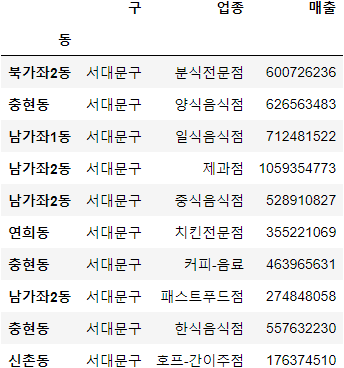 구 업종 매출
동
북가좌2동 서대문구 분식전문점 600726236
충현동 서대문구 양식음식점 626563483
남가좌1동 서대문구 일식음식점 712481522
남가좌2동 서대문구 제과점 1059354773
남가좌2동 서대문구 중식음식점 528910827
연희동 서대문구 치킨전문점 355221069
충현동 서대문구 커피-음료 463965631
남가좌2동 서대문구 패스트푸드점 274848058
충현동 서대문구 한식음식점 557632230
신촌동 서대문구 호프-간이주점 176374510